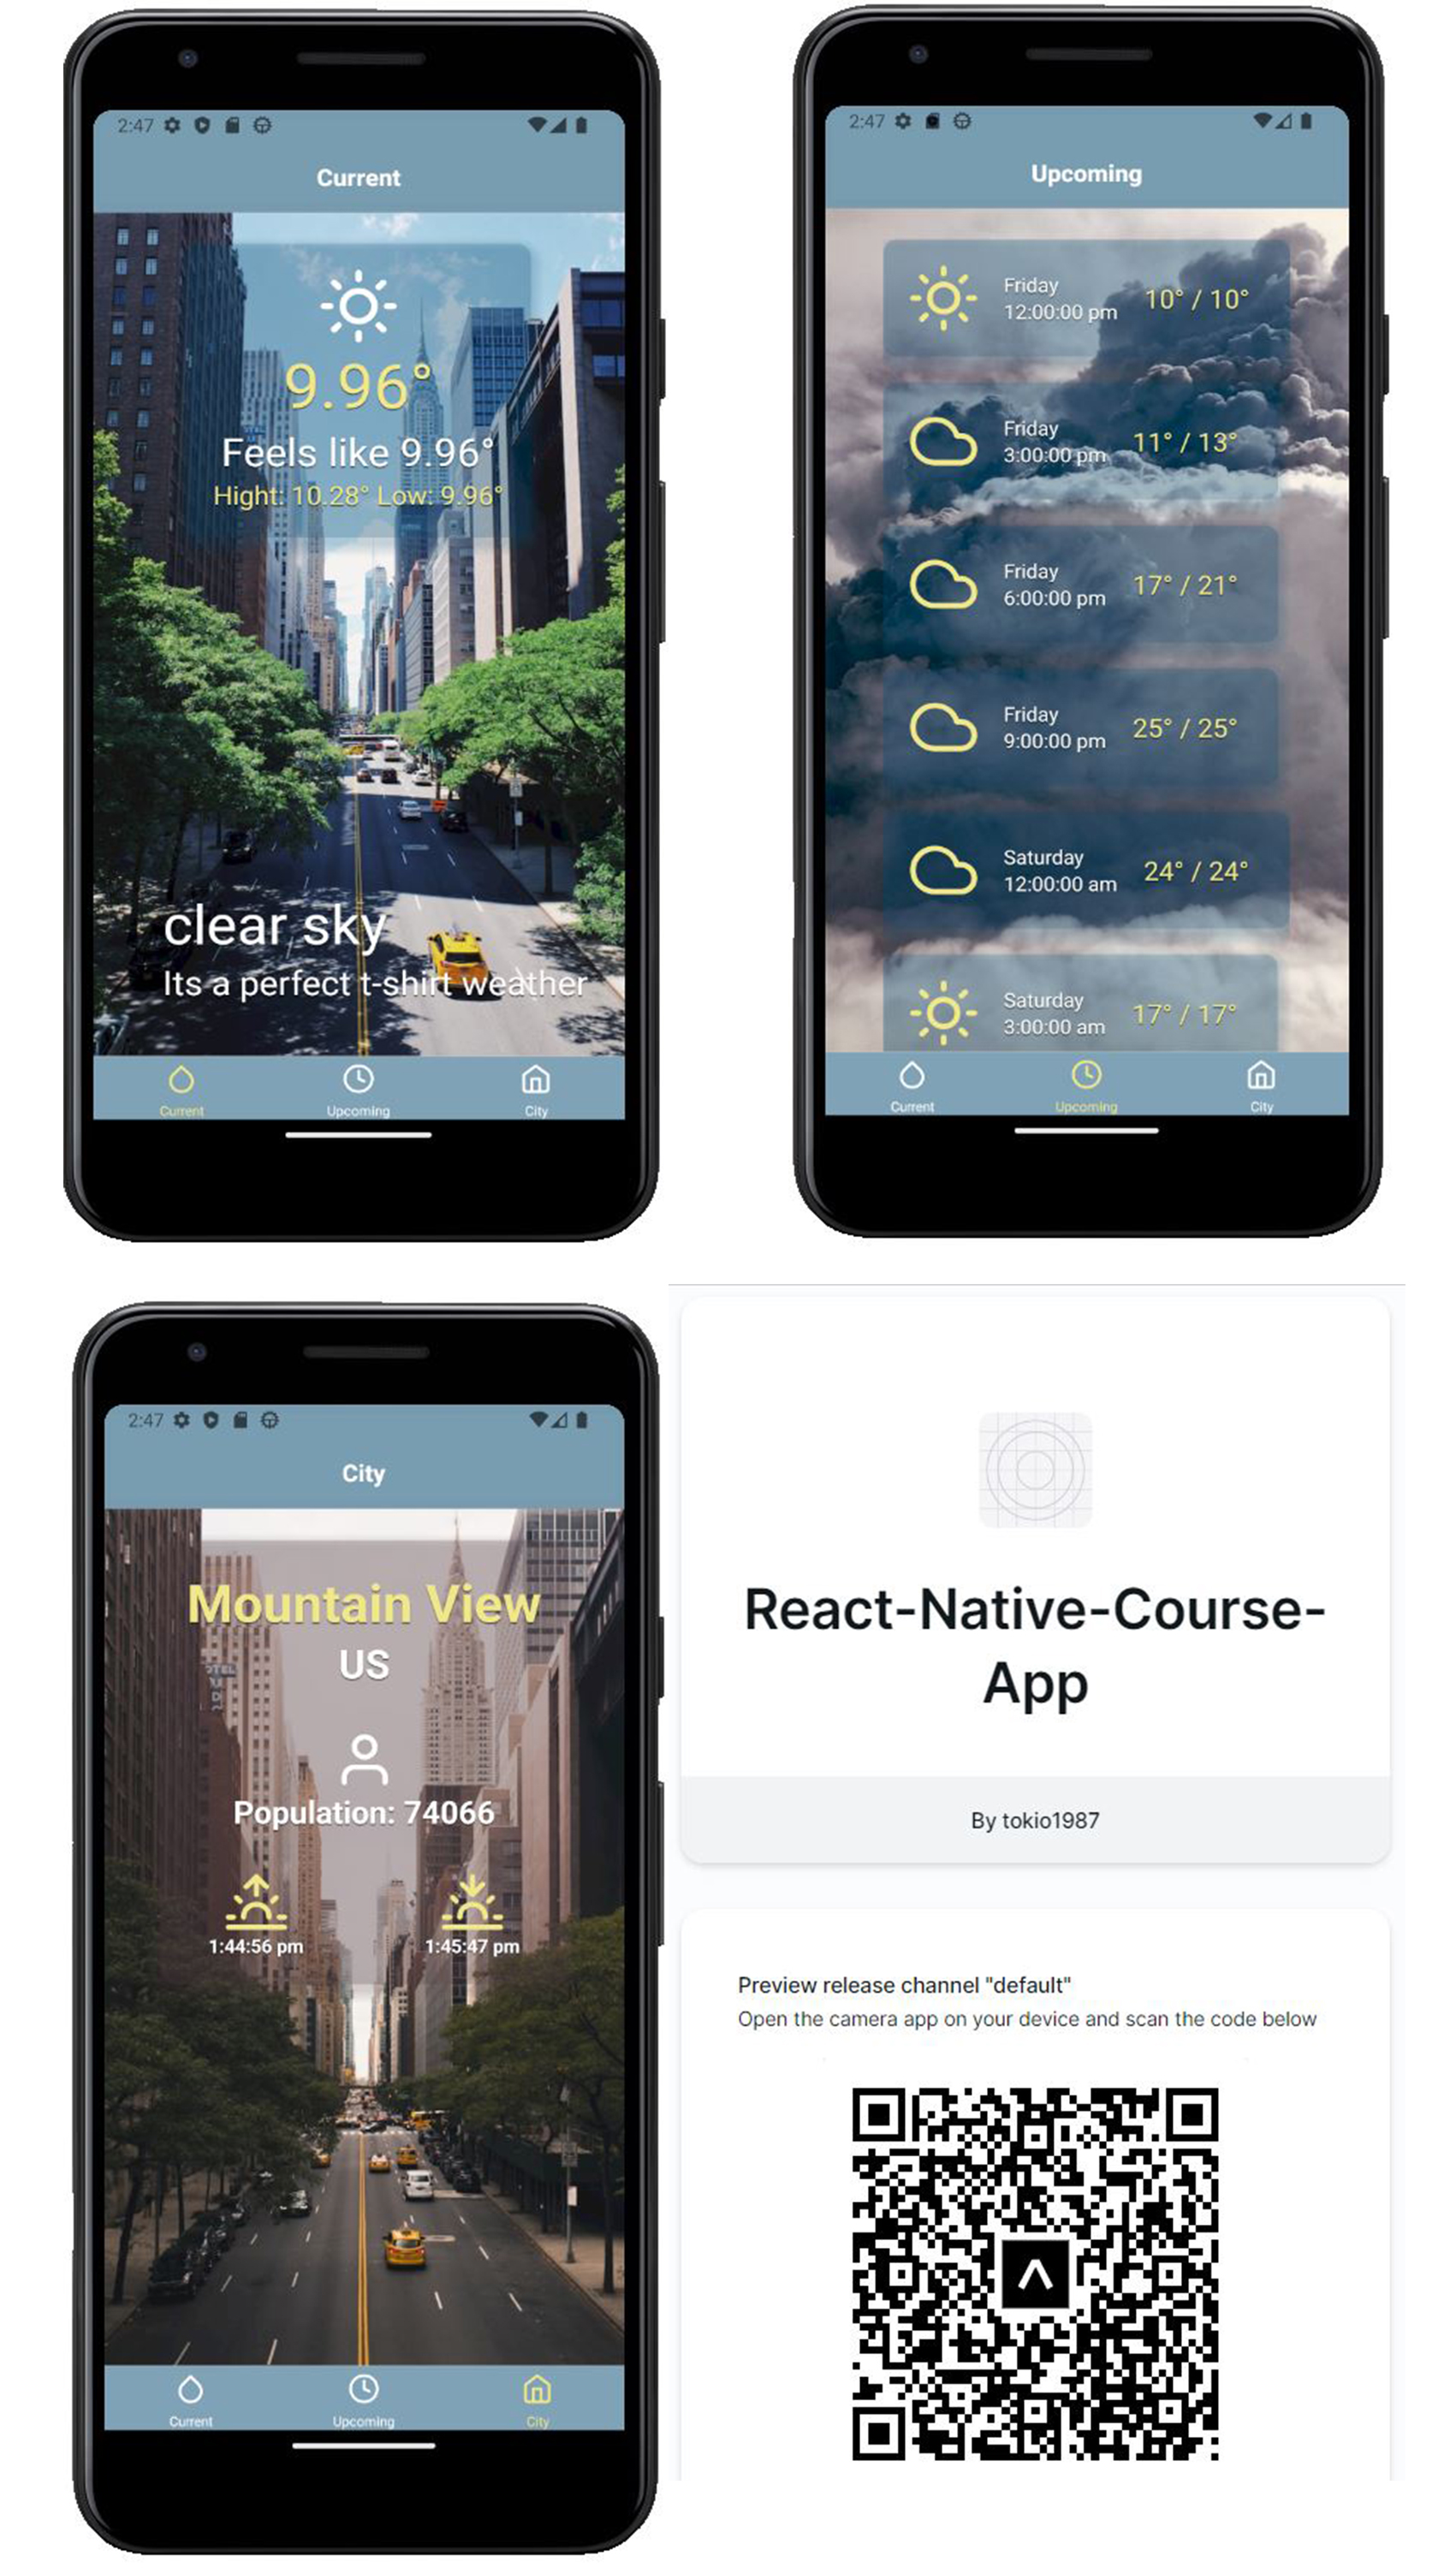 2:47
Current
9.96°
Feels like 9.96°
Hight: 10.28° Low: 9.96°
clear sky
Its a perfect t-shirt weather
Current
Upcoming
City
2:47
Upcoming
Friday
12:00:00 pm
10° / 10°
Friday
3:00:00 pm
11° / 13°
Friday
6:00:00 pm
17° / 21°
Friday
9:00:00 pm
25° / 25°
Saturday
12:00:00 am
24° / 24°
Saturday
3:00:00 am
17° / 17°
Current
Upcoming
City
2:47
City
Mountain View
US
Population: 74066
1:44:56 pm
1:45:47 pm
Current
Upcoming
City
React-Native-Course-
App
By tokio1987
Preview release channel "default"
Open the camera app on your device and scan the code below